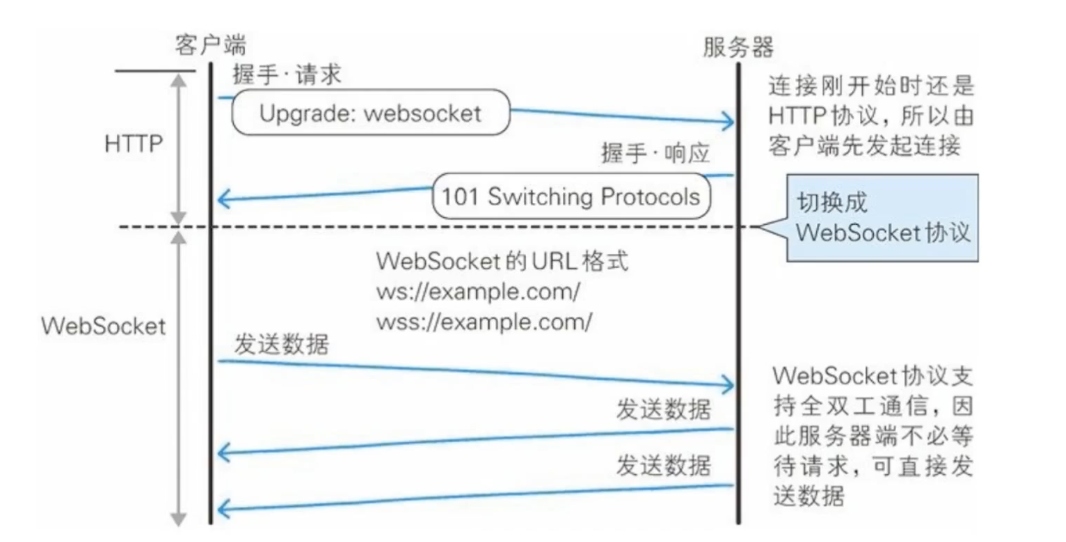 客户端
服务器
握手·请求
Upgrade: websocket
连接刚开始时还是
HTTP协议，所以由
客户端先发起连接
HTTP
握手·响应
101 Switching Protocols
切换成
WebSocket协议
WebSocket的URL格式
ws://example.com/
wss://example.com/
WebSocket
发送数据
WebSocket协议支
持全双工通信，因
此服务器端不必等
待请求，可直接发
送数据
发送数据
发送数据